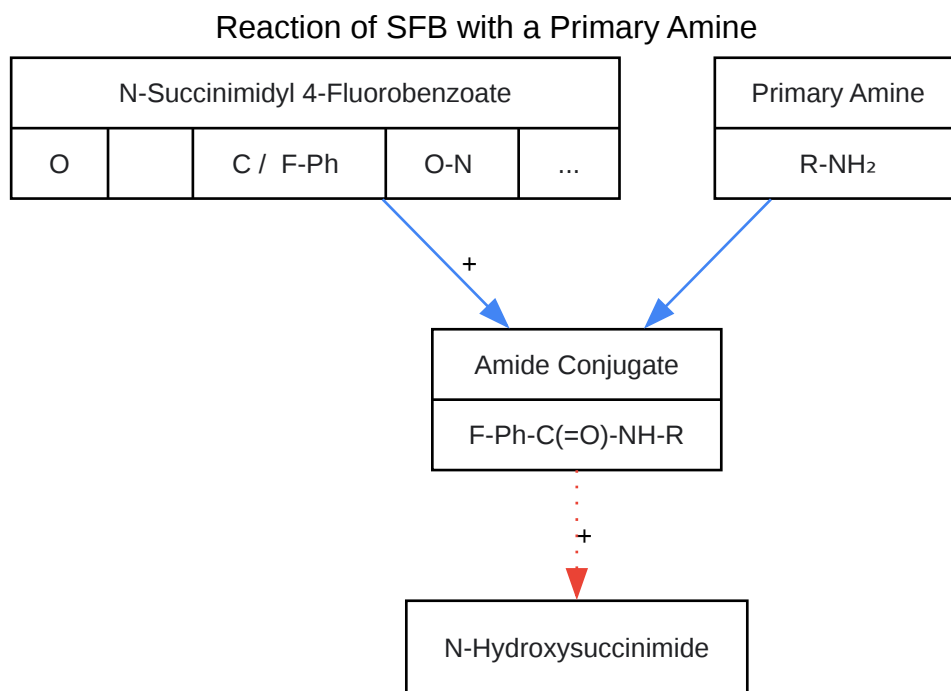 Reaction of SFB with a Primary Amine
N-Succinimidyl 4-Fluorobenzoate
Primary Amine
O
C / F-Ph
O-N
...
R-NH₂
+
Amide Conjugate
F-Ph-C(=O)-NH-R
+
N-Hydroxysuccinimide